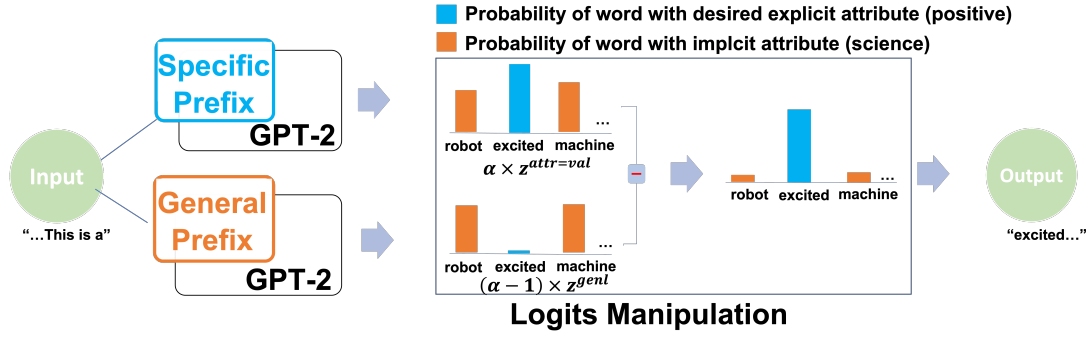 Probability of word with desired explicit attribute (positive)
Probability of word with implcit attribute (science)
Specific
Prefix
GPT-2
Input
"...This is a"
General
Prefix
GPT-2
robot excited machine
...
α × z^{attr=val}
−
robot excited machine
...
(α − 1) × z^{genl}
robot excited machine
...
Logits Manipulation
Output
"excited..."